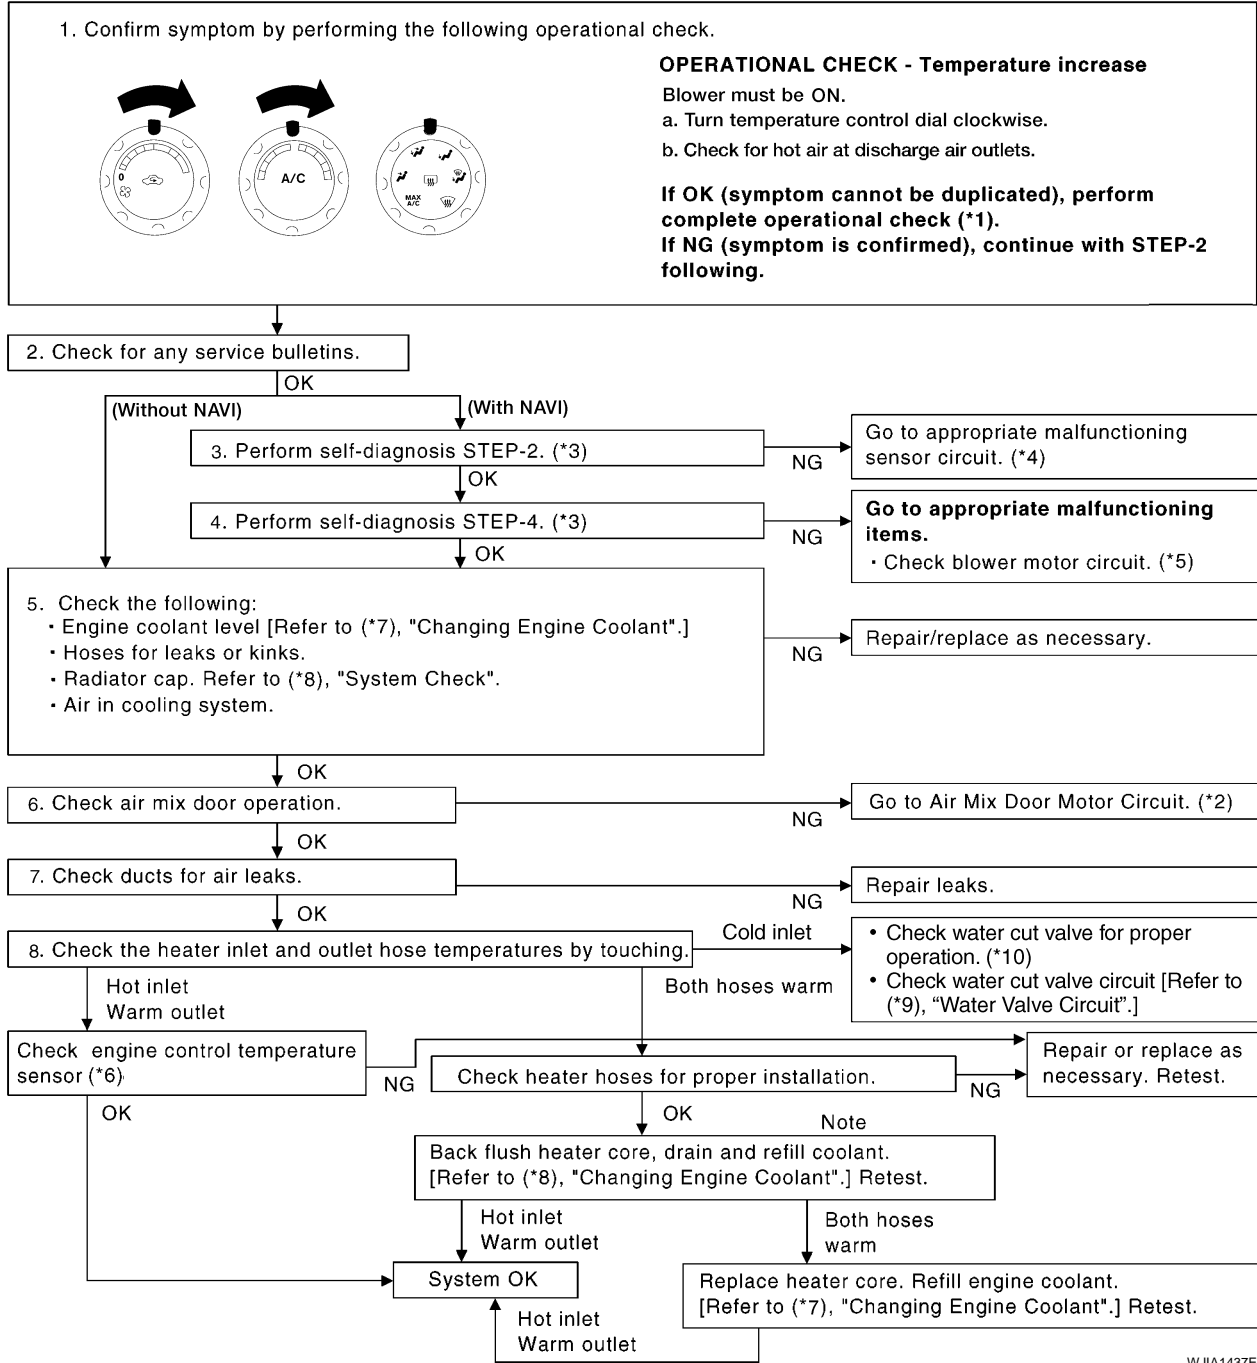 1. Confirm symptom by performing the following operational check.
OPERATIONAL CHECK - Temperature increase
Blower must be ON.
a. Turn temperature control dial clockwise.
b. Check for hot air at discharge air outlets.
If OK (symptom cannot be duplicated), perform
complete operational check (*1).
If NG (symptom is confirmed), continue with STEP-2
following.
0
A/C
MAX
A/C
2. Check for any service bulletins.
OK
(Without NAVI)
(With NAVI)
3. Perform self-diagnosis STEP-2. (*3)
NG
Go to appropriate malfunctioning
sensor circuit. (*4)
OK
4. Perform self-diagnosis STEP-4. (*3)
NG
Go to appropriate malfunctioning
items.
• Check blower motor circuit. (*5)
OK
5. Check the following:
• Engine coolant level [Refer to (*7), "Changing Engine Coolant".]
• Hoses for leaks or kinks.
• Radiator cap. Refer to (*8), "System Check".
• Air in cooling system.
NG
Repair/replace as necessary.
OK
6. Check air mix door operation.
NG
Go to Air Mix Door Motor Circuit. (*2)
OK
7. Check ducts for air leaks.
NG
Repair leaks.
OK
8. Check the heater inlet and outlet hose temperatures by touching.
Cold inlet
• Check water cut valve for proper
operation. (*10)
• Check water cut valve circuit [Refer to
(*9), “Water Valve Circuit”.]
Hot inlet
Warm outlet
Both hoses warm
Check engine control temperature
sensor (*6)
NG
Check heater hoses for proper installation.
NG
Repair or replace as
necessary. Retest.
OK
OK
Note
Back flush heater core, drain and refill coolant.
[Refer to (*8), "Changing Engine Coolant".] Retest.
Hot inlet
Warm outlet
Both hoses
warm
System OK
Replace heater core. Refill engine coolant.
[Refer to (*7), "Changing Engine Coolant".] Retest.
Hot inlet
Warm outlet